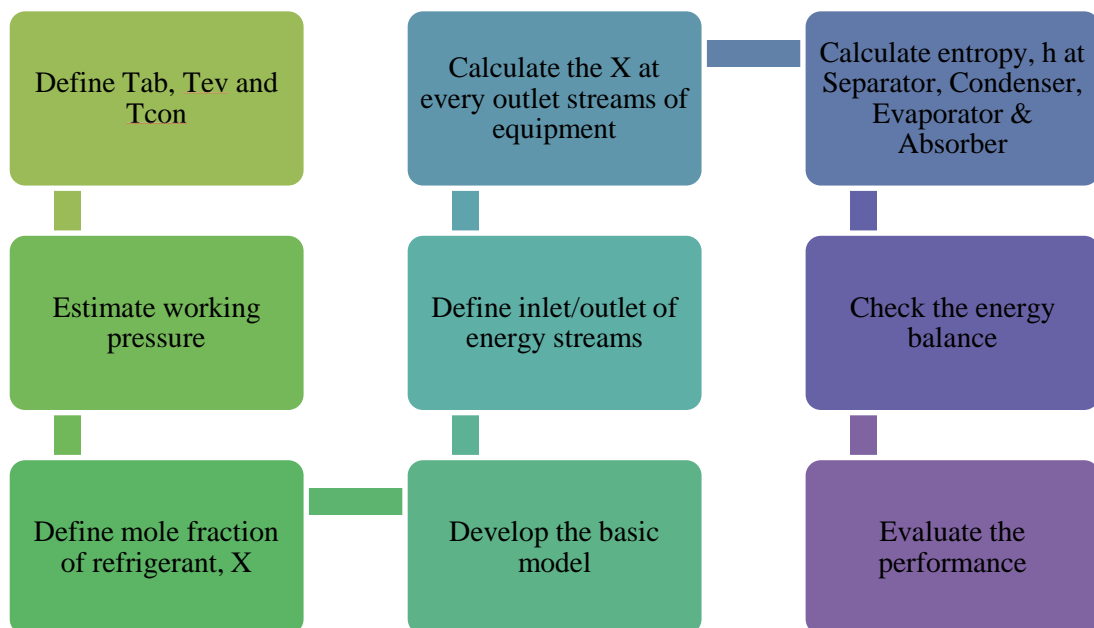 Define Tab, Tev and
Tcon
Estimate working
pressure
Define mole fraction
of refrigerant, X
Develop the basic
model
Define inlet/outlet of
energy streams
Calculate the X at
every outlet streams of
equipment
Calculate entropy, h at
Separator, Condenser,
Evaporator &
Absorber
Check the energy
balance
Evaluate the
performance